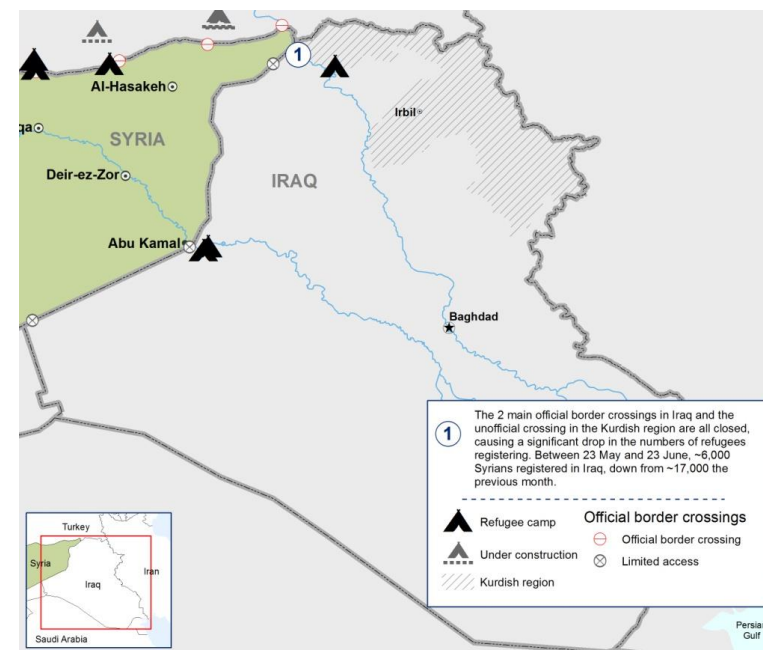 1
Al-Hasakeh
Irbil
qa
SYRIA
Deir-ez-Zor
IRAQ
Abu Kamal
Baghdad
1
The 2 main official border crossings in Iraq and the
unofficial crossing in the Kurdish region are all closed,
causing a significant drop in the numbers of refugees
registering. Between 23 May and 23 June, ~6,000
Syrians registered in Iraq, down from ~17,000 the
previous month.
Refugee camp
Under construction
Kurdish region
Official border crossings
Official border crossing
Limited access
Turkey
Syria
Iraq
Iran
Saudi Arabia
Persian
Gulf